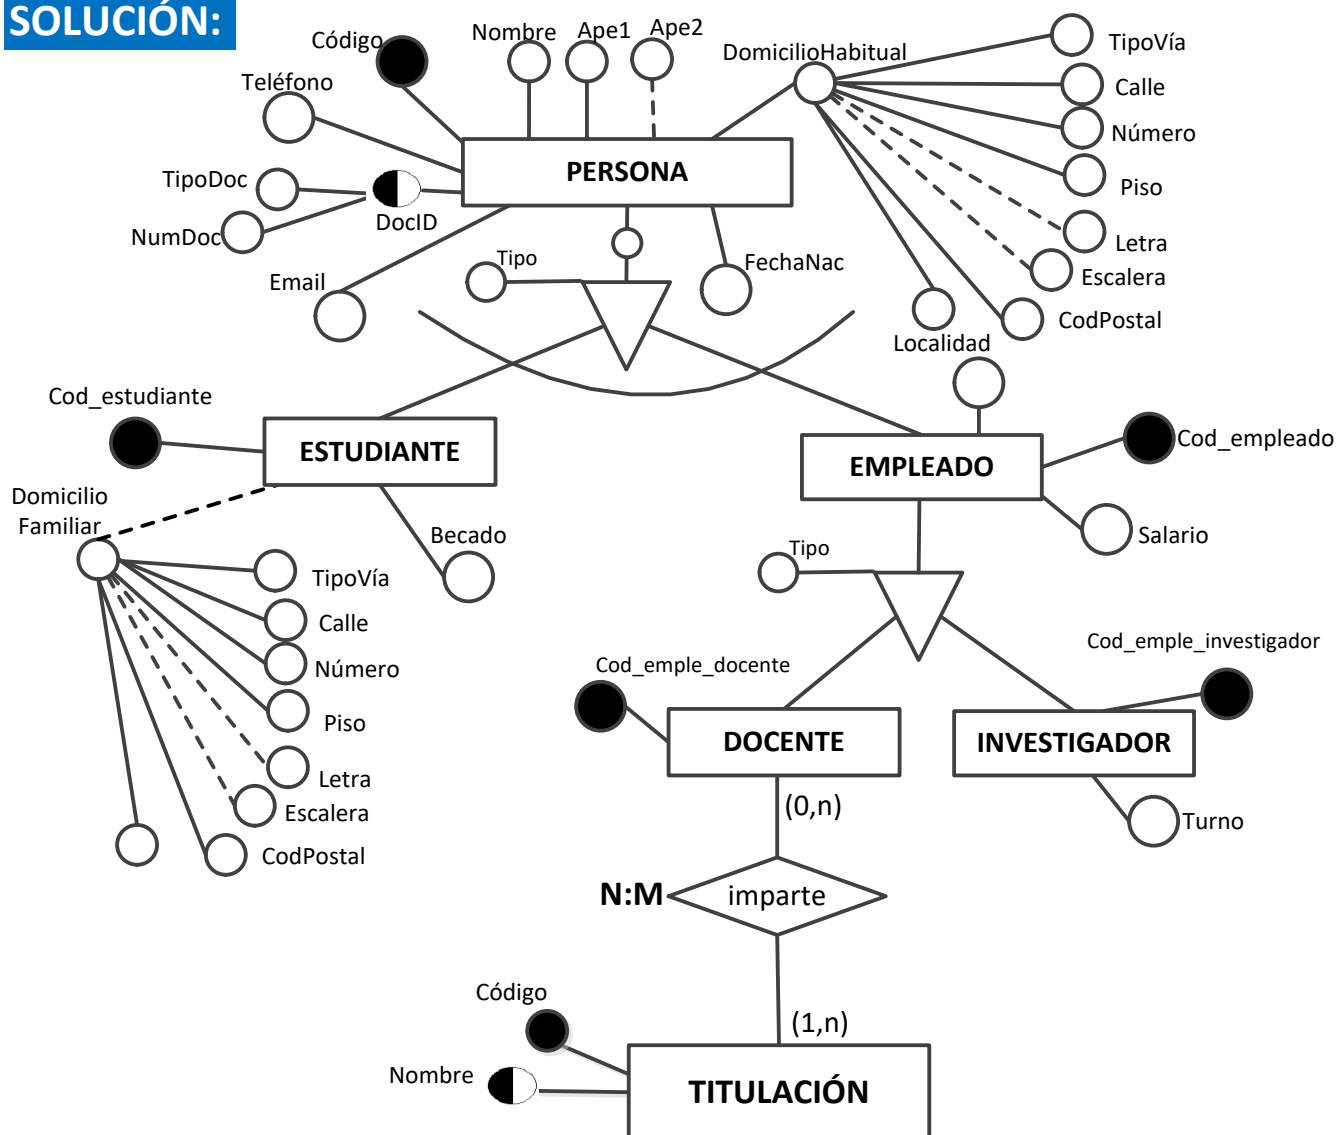 SOLUCIÓN:
Código
Nombre
Ape1
Ape2
DomicilioHabitual
TipoVía
Teléfono
Calle
Número
TipoDoc
PERSONA
Piso
DocID
NumDoc
Letra
Tipo
FechaNac
Email
Escalera
CodPostal
Localidad
Cod_estudiante
Cod_empleado
ESTUDIANTE
EMPLEADO
Domicilio
Familiar
Becado
Salario
Tipo
TipoVía
Calle
Número
Cod_emple_docente
Cod_emple_investigador
Piso
DOCENTE
INVESTIGADOR
Letra
Escalera
(0,n)
Turno
CodPostal
N:M
imparte
Código
(1,n)
Nombre
TITULACIÓN